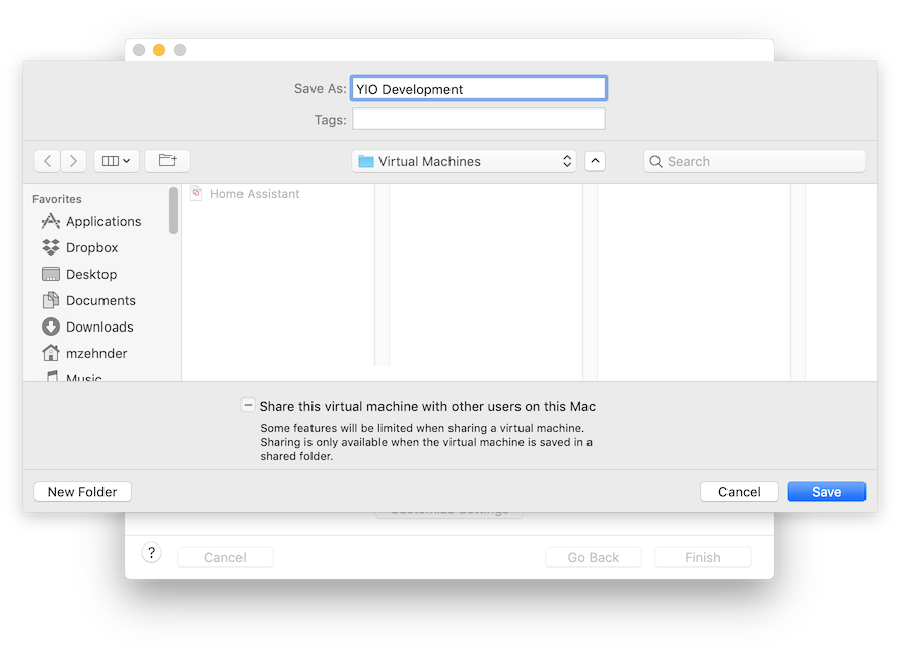 Save As: YIO Development
Tags:
Virtual Machines
Search
Favorites
Applications
Dropbox
Desktop
Documents
Downloads
mzehnder
Music
Home Assistant
Share this virtual machine with other users on this Mac
Some features will be limited when sharing a virtual machine.
Sharing is only available when the virtual machine is saved in a
shared folder.
New Folder
Cancel
Save
Customize Settings
?
Cancel
Go Back
Finish